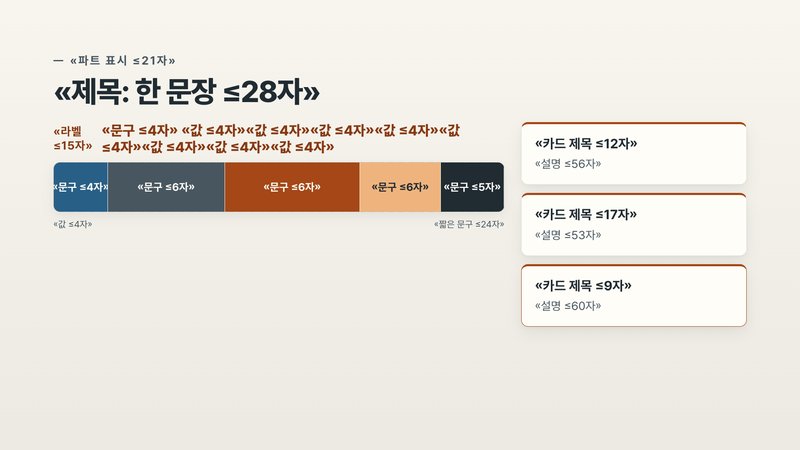 — «파트 표시 ≤21자»
«제목: 한 문장 ≤28자»
«라벨
≤15자»
«문구 ≤4자» «값 ≤4자»«값 ≤4자»«값 ≤4자»«값 ≤4자»«값
≤4자»«값 ≤4자»«값 ≤4자»«값 ≤4자»
«문구 ≤4자»
«문구 ≤6자»
«문구 ≤6자»
«문구 ≤6자»
«문구 ≤5자»
«값 ≤4자»
«짧은 문구 ≤24자»
«카드 제목 ≤12자»
«설명 ≤56자»
«카드 제목 ≤17자»
«설명 ≤53자»
«카드 제목 ≤9자»
«설명 ≤60자»